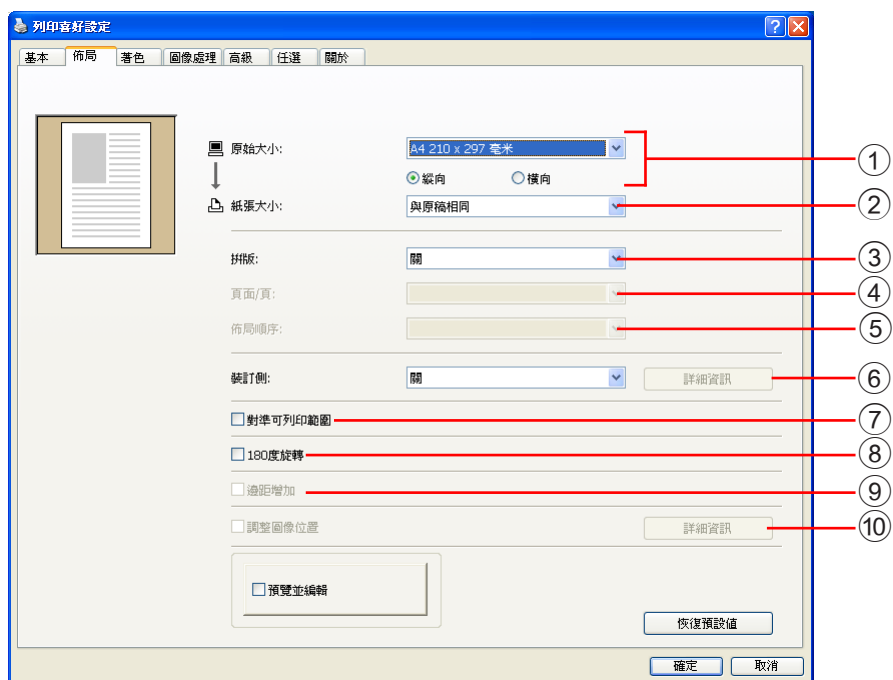 列印喜好設定
基本 佈局 著色 圖像處理 高級 任選 關於
原始大小: A4 210 x 297 毫米 ①
縱向 橫向
紙張大小: 與原稿相同 ②
拼版: 關 ③
頁面/頁: ④
佈局順序: ⑤
裝訂側: 關 詳細資訊 ⑥
對準可列印範圍 ⑦
180度旋轉 ⑧
邊距增加 ⑨
調整圖像位置 詳細資訊 ⑩
預覽並編輯
恢復預設值
確定 取消